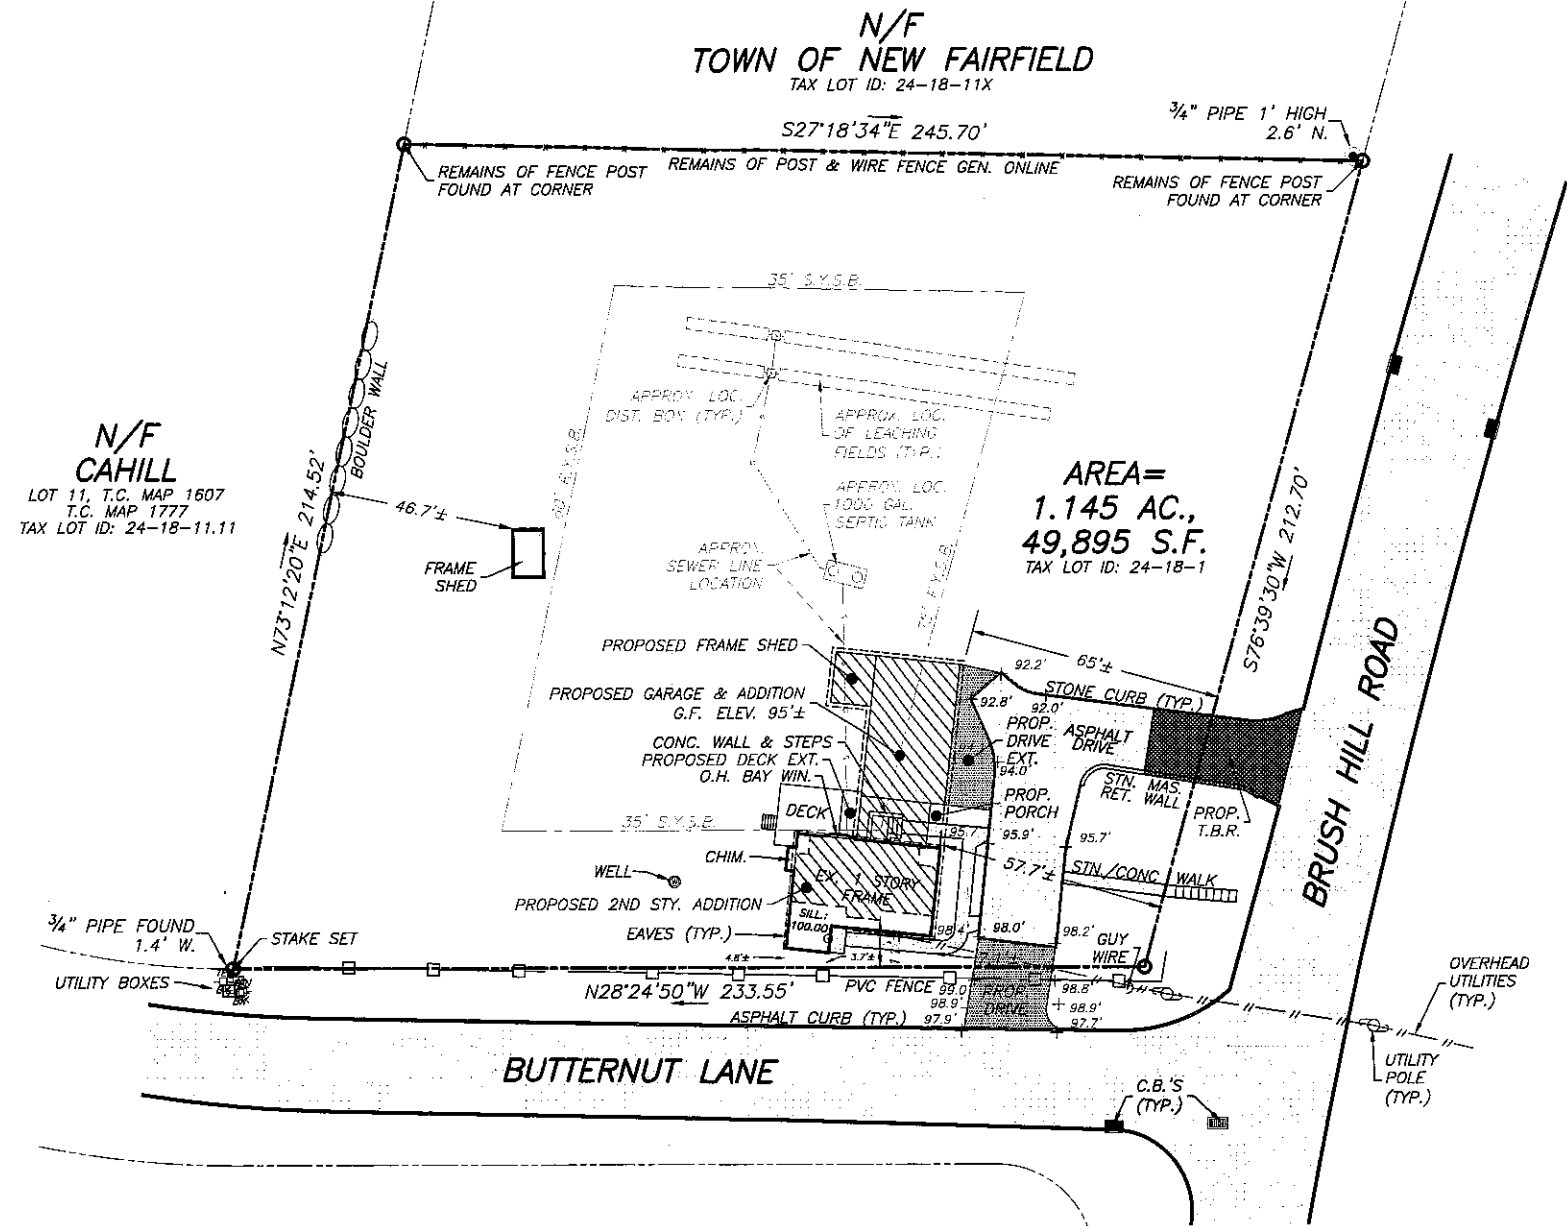 N/F
TOWN OF NEW FAIRFIELD
TAX LOT ID: 24-18-11X
S27°18'34"E 245.70'
3/4" PIPE 1' HIGH
2.6' N.
REMAINS OF FENCE POST
FOUND AT CORNER
REMAINS OF POST & WIRE FENCE GEN. ONLINE
REMAINS OF FENCE POST
FOUND AT CORNER
35' S.Y.S.B.
BOULDER WALL
APPROX. LOC.
DIST. BOX (TYP.)
APPROX. LOC.
OF LEACHING
FIELDS (TYP.)
N/F
CAHILL
LOT 11, T.C. MAP 1607
T.C. MAP 1777
TAX LOT ID: 24-18-11.11
N73°12'20"E 214.52'
46.7'±
FRAME
SHED
R.Y.S.B.
APPROX. LOC.
1000 GAL.
SEPTIC TANK
APPROX.
SEWER LINE
LOCATION
F.Y.S.B.
AREA=
1.145 AC.,
49,895 S.F.
TAX LOT ID: 24-18-1
S76°39'30"W 212.70'
BRUSH HILL ROAD
PROPOSED FRAME SHED
PROPOSED GARAGE & ADDITION
G.F. ELEV. 95'±
CONC. WALL & STEPS
PROPOSED DECK EXT.
O.H. BAY WIN.
DECK
35' S.Y.S.B.
65'±
92.2'
92.8'
92.0'
STONE CURB (TYP.)
PROP.
DRIVE
EXT.
ASPHALT
DRIVE
94.0'
STN. MAS.
RET. WALL
PROP.
T.B.R.
PROP.
PORCH
95.7'
95.9'
95.7'
57.7'±
STN./CONC. WALK
CHIM.
WELL
EX. 1 STORY
FRAME
PROPOSED 2ND STY. ADDITION
SILL:
100.00
EAVES (TYP.)
98.4'
98.0'
98.2'
GUY
WIRE
3/4" PIPE FOUND
1.4' W.
STAKE SET
UTILITY BOXES
4.8'±
3.7'±
N28°24'50"W 233.55'
PVC FENCE
99.0'
98.9'
97.9'
PROP.
DRIVE
98.8'
98.9'
97.7'
ASPHALT CURB (TYP.)
OVERHEAD
UTILITIES
(TYP.)
BUTTERNUT LANE
C.B.'S
(TYP.)
UTILITY
POLE
(TYP.)